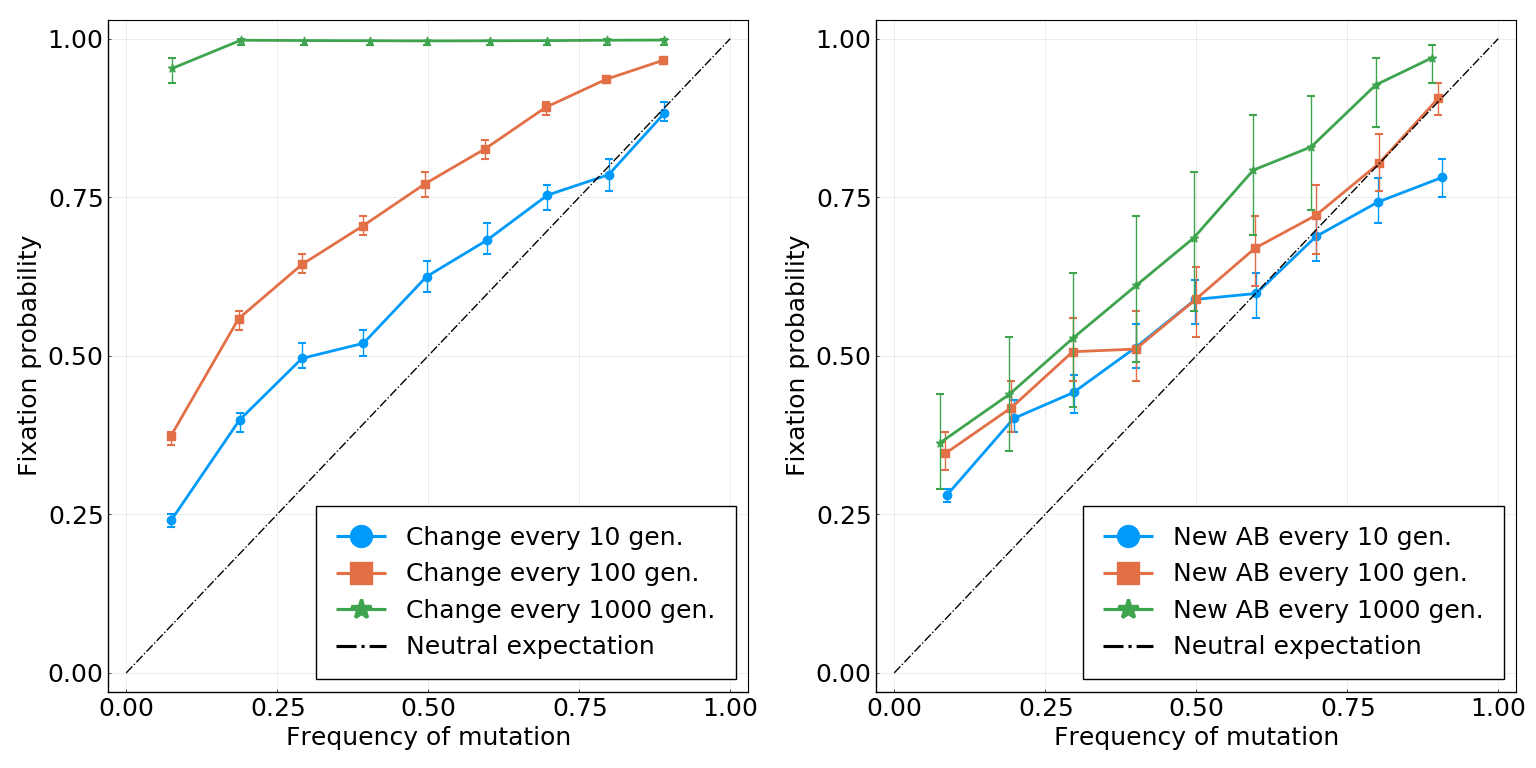 1.00
0.75
0.50
0.25
0.00
Fixation probability
Change every 10 gen.
Change every 100 gen.
Change every 1000 gen.
Neutral expectation
0.00 0.25 0.50 0.75 1.00
Frequency of mutation
1.00
0.75
0.50
0.25
0.00
Fixation probability
New AB every 10 gen.
New AB every 100 gen.
New AB every 1000 gen.
Neutral expectation
0.00 0.25 0.50 0.75 1.00
Frequency of mutation